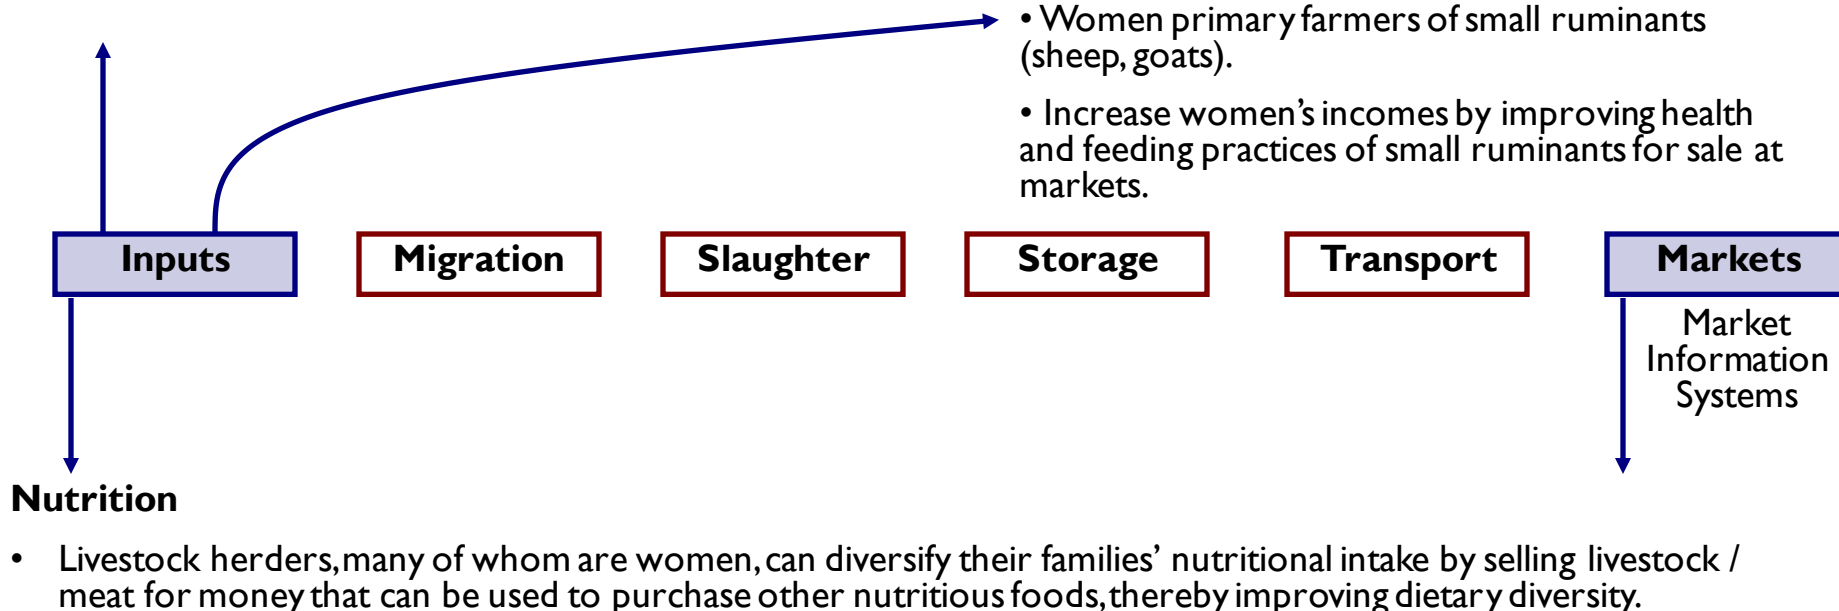 • Women primary farmers of small ruminants
(sheep, goats).
• Increase women’s incomes by improving health
and feeding practices of small ruminants for sale at
markets.
Inputs
Migration
Slaughter
Storage
Transport
Markets
Market
Information
Systems
Nutrition
• Livestock herders, many of whom are women, can diversify their families’ nutritional intake by selling livestock /
meat for money that can be used to purchase other nutritious foods, thereby improving dietary diversity.